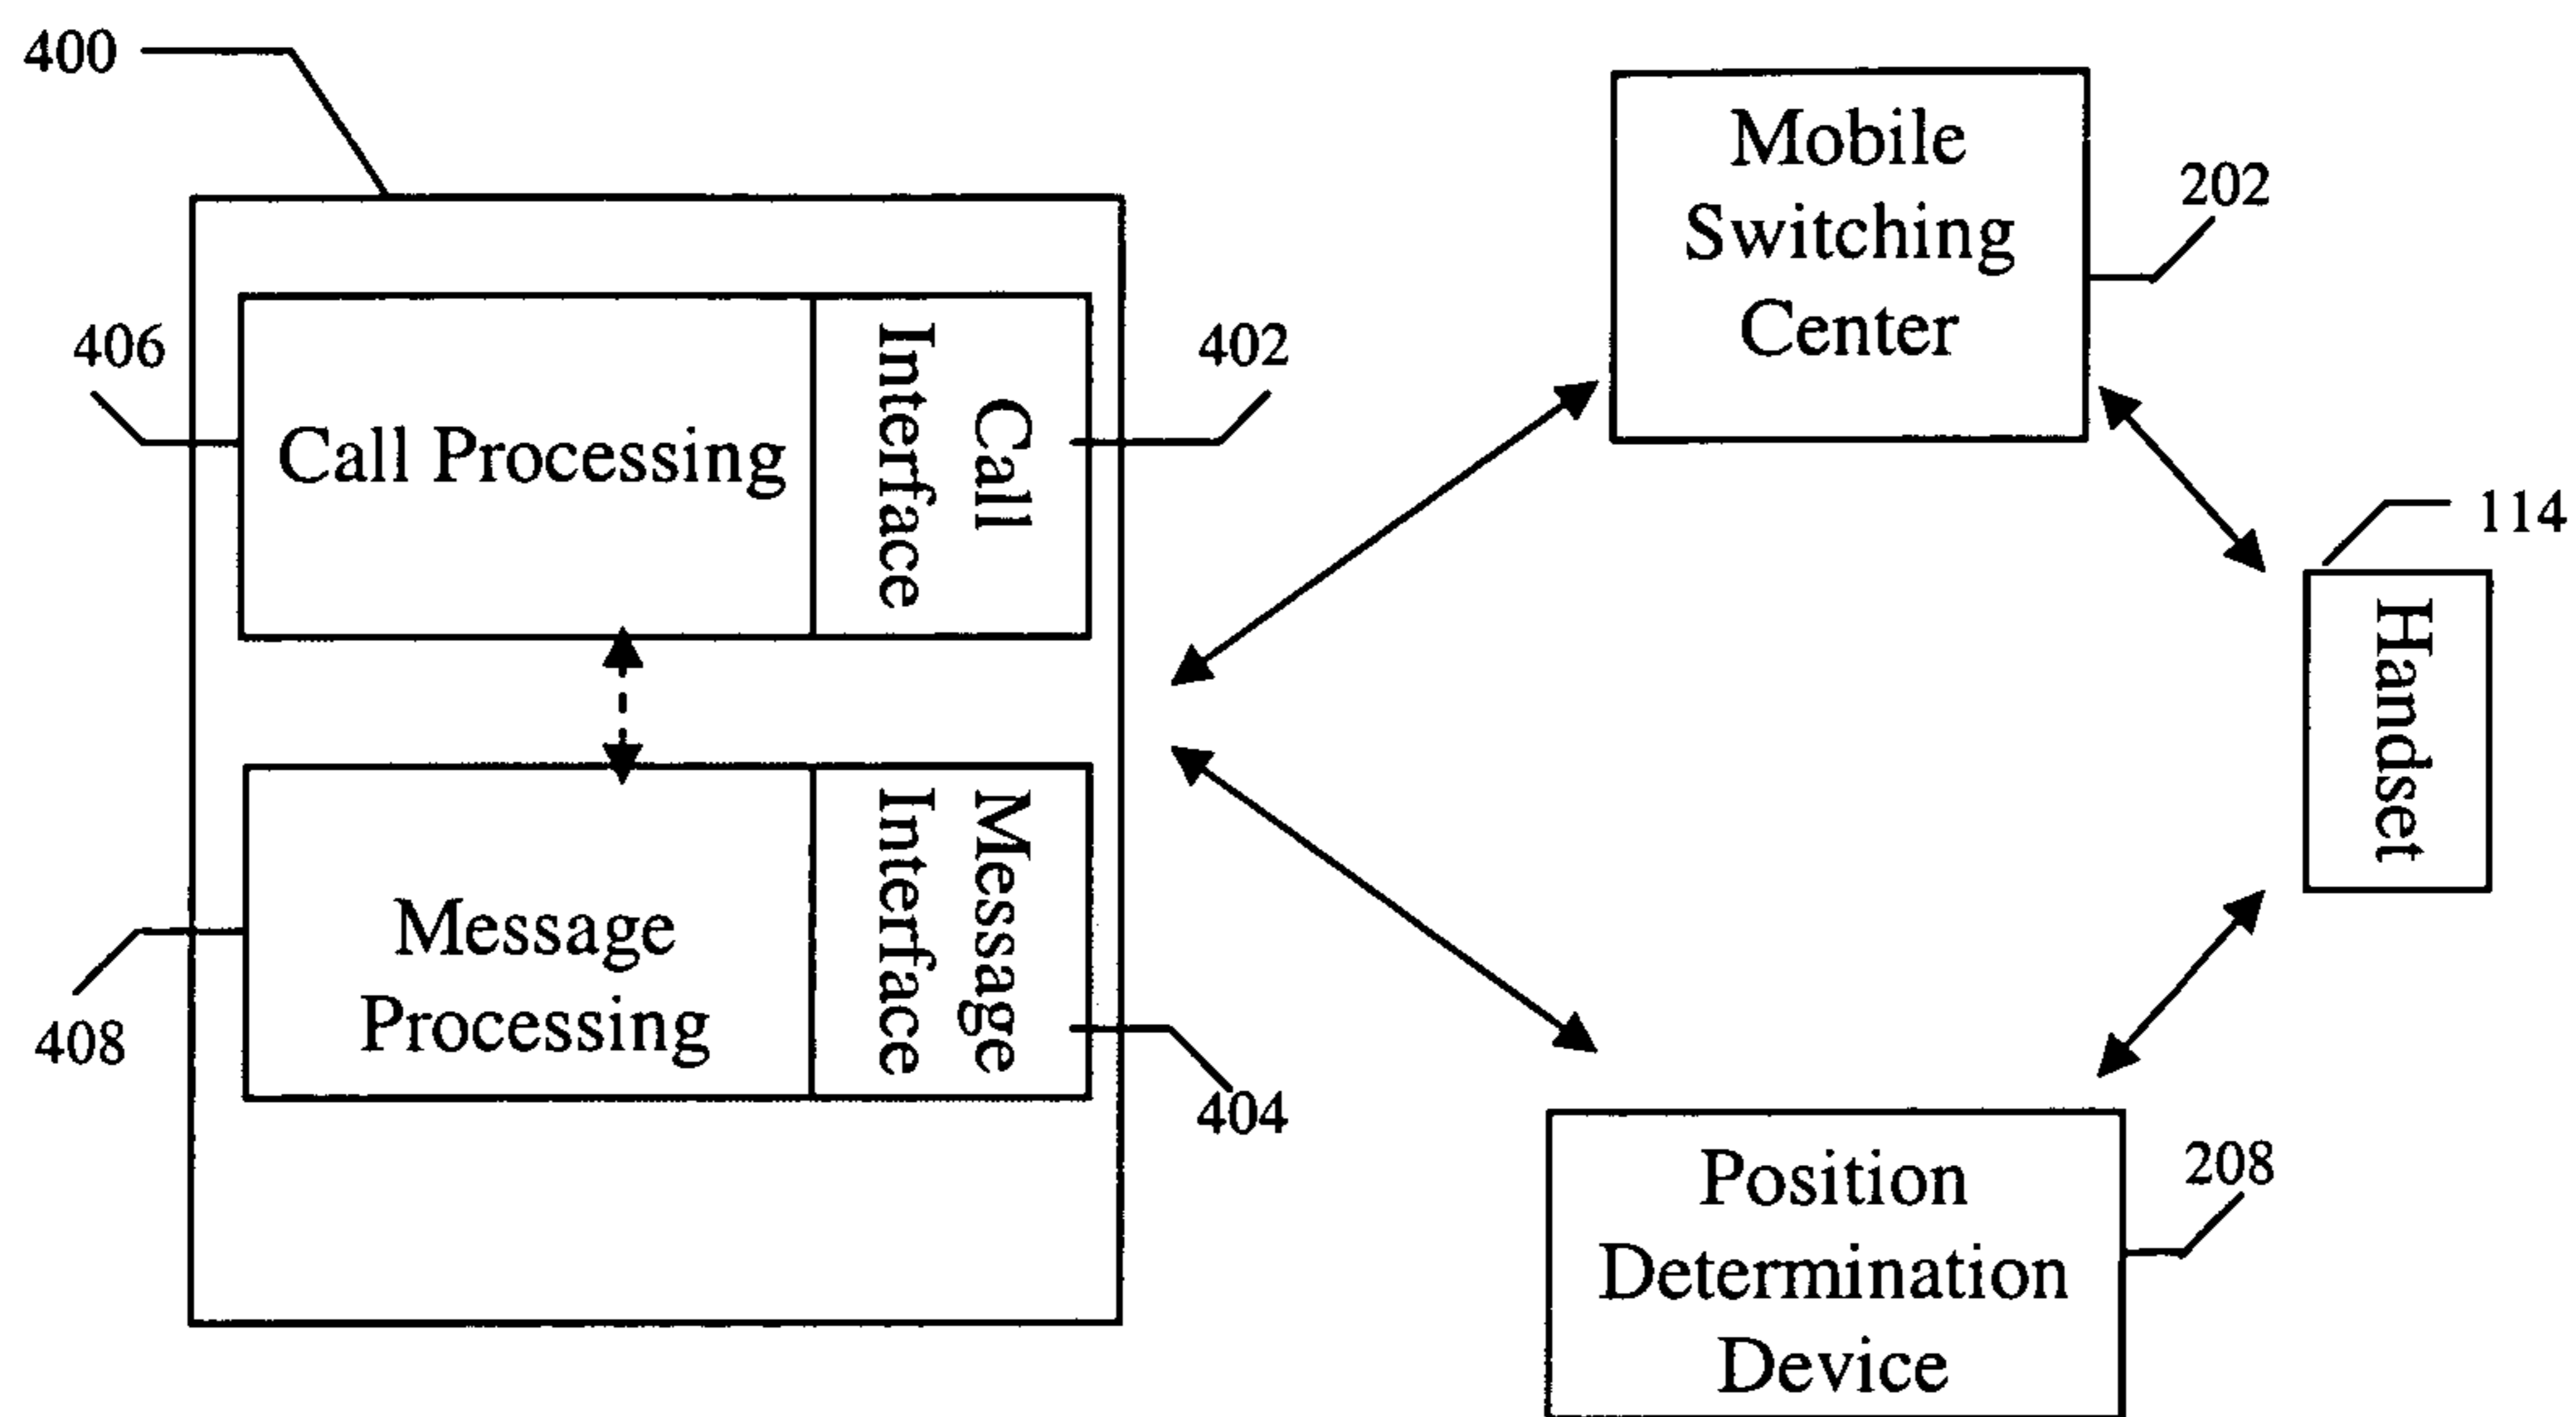 400
Mobile
Switching
Center
202
406
Call Processing
Call
Interface
402
114
Handset
Message
Processing
Message
Interface
408
404
Position
Determination
Device
208